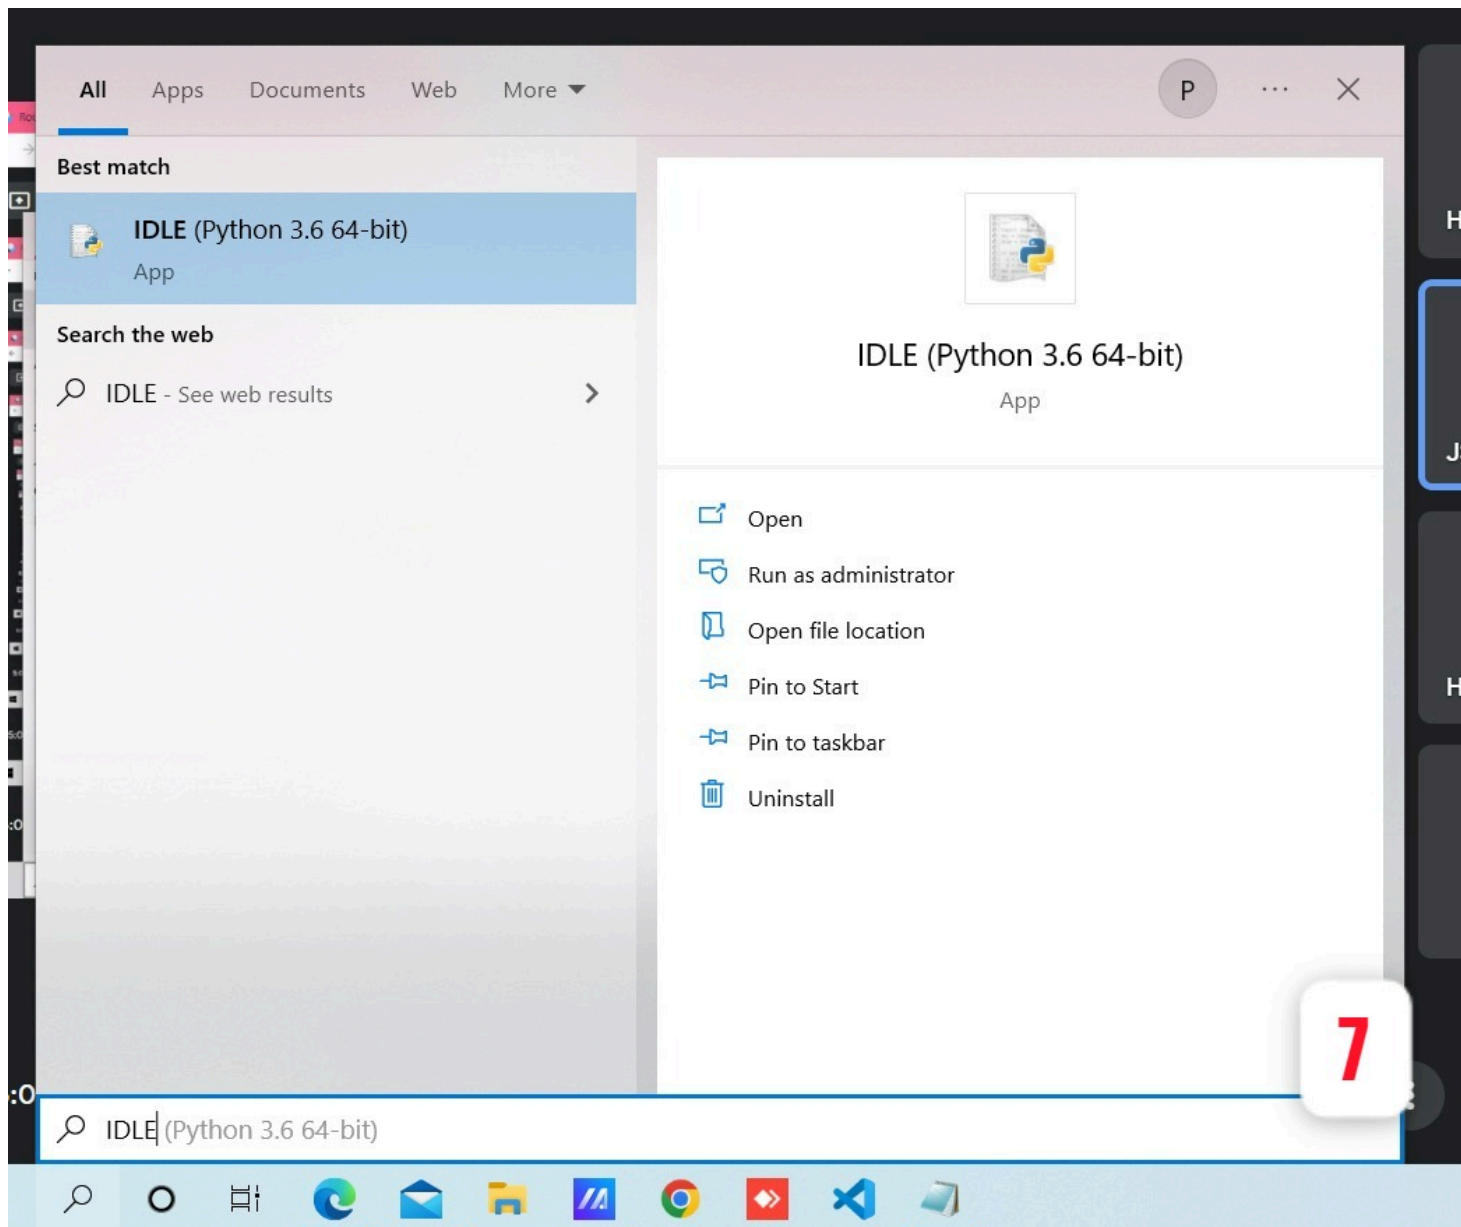 All Apps Documents Web More P ... 
Best match
IDLE (Python 3.6 64-bit)
App
Search the web
IDLE - See web results
IDLE (Python 3.6 64-bit)
App
Open
Run as administrator
Open file location
Pin to Start
Pin to taskbar
Uninstall
7
IDLE (Python 3.6 64-bit)